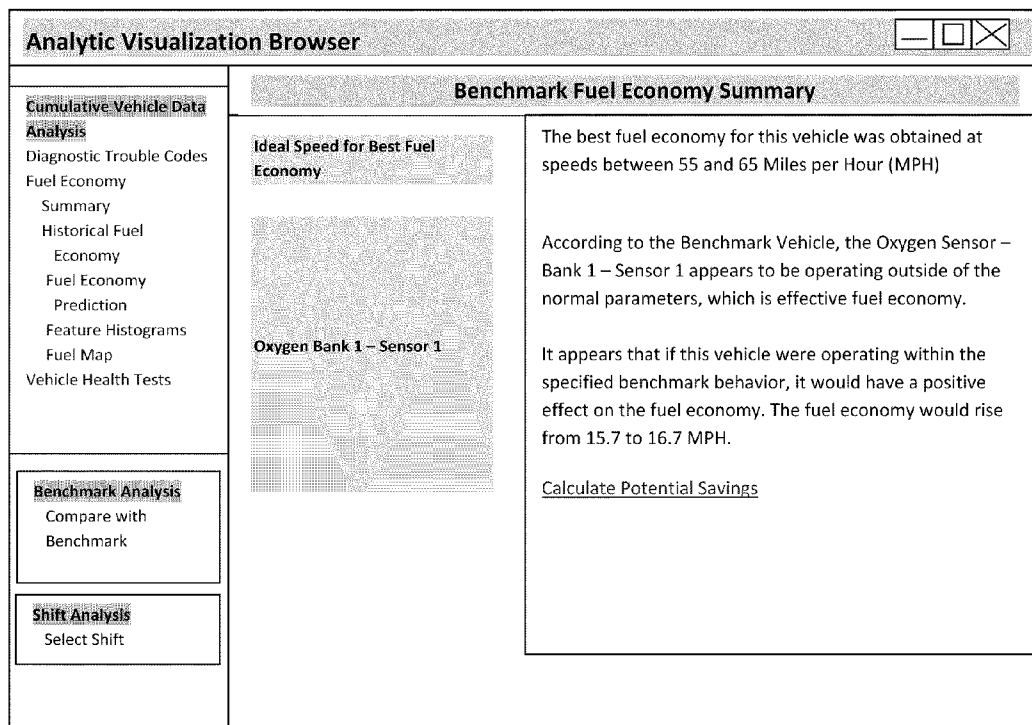 Analytic Visualization Browser
Cumulative Vehicle Data
Analysis
Diagnostic Trouble Codes
Fuel Economy
Summary
Historical Fuel
Economy
Fuel Economy
Prediction
Feature Histograms
Fuel Map
Vehicle Health Tests
Benchmark Analysis
Compare with
Benchmark
Shift Analysis
Select Shift
Benchmark Fuel Economy Summary
Ideal Speed for Best Fuel
Economy
The best fuel economy for this vehicle was obtained at
speeds between 55 and 65 Miles per Hour (MPH)
Oxygen Bank 1 – Sensor 1
According to the Benchmark Vehicle, the Oxygen Sensor –
Bank 1 – Sensor 1 appears to be operating outside of the
normal parameters, which is effective fuel economy.
It appears that if this vehicle were operating within the
specified benchmark behavior, it would have a positive
effect on the fuel economy. The fuel economy would rise
from 15.7 to 16.7 MPH.
Calculate Potential Savings